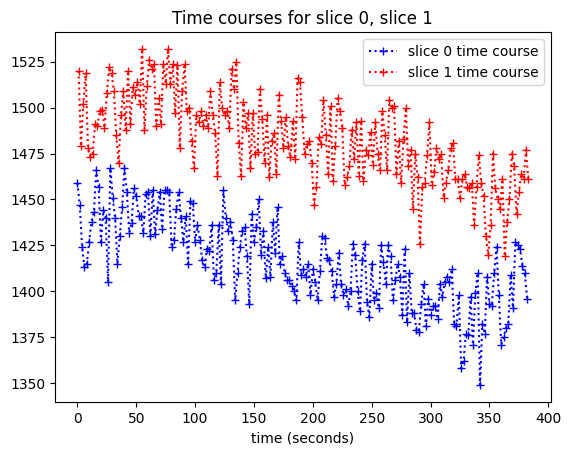 Time courses for slice 0, slice 1
slice 0 time course
slice 1 time course
1525
1500
1475
1450
1425
1400
1375
1350
0 50 100 150 200 250 300 350 400
time (seconds)